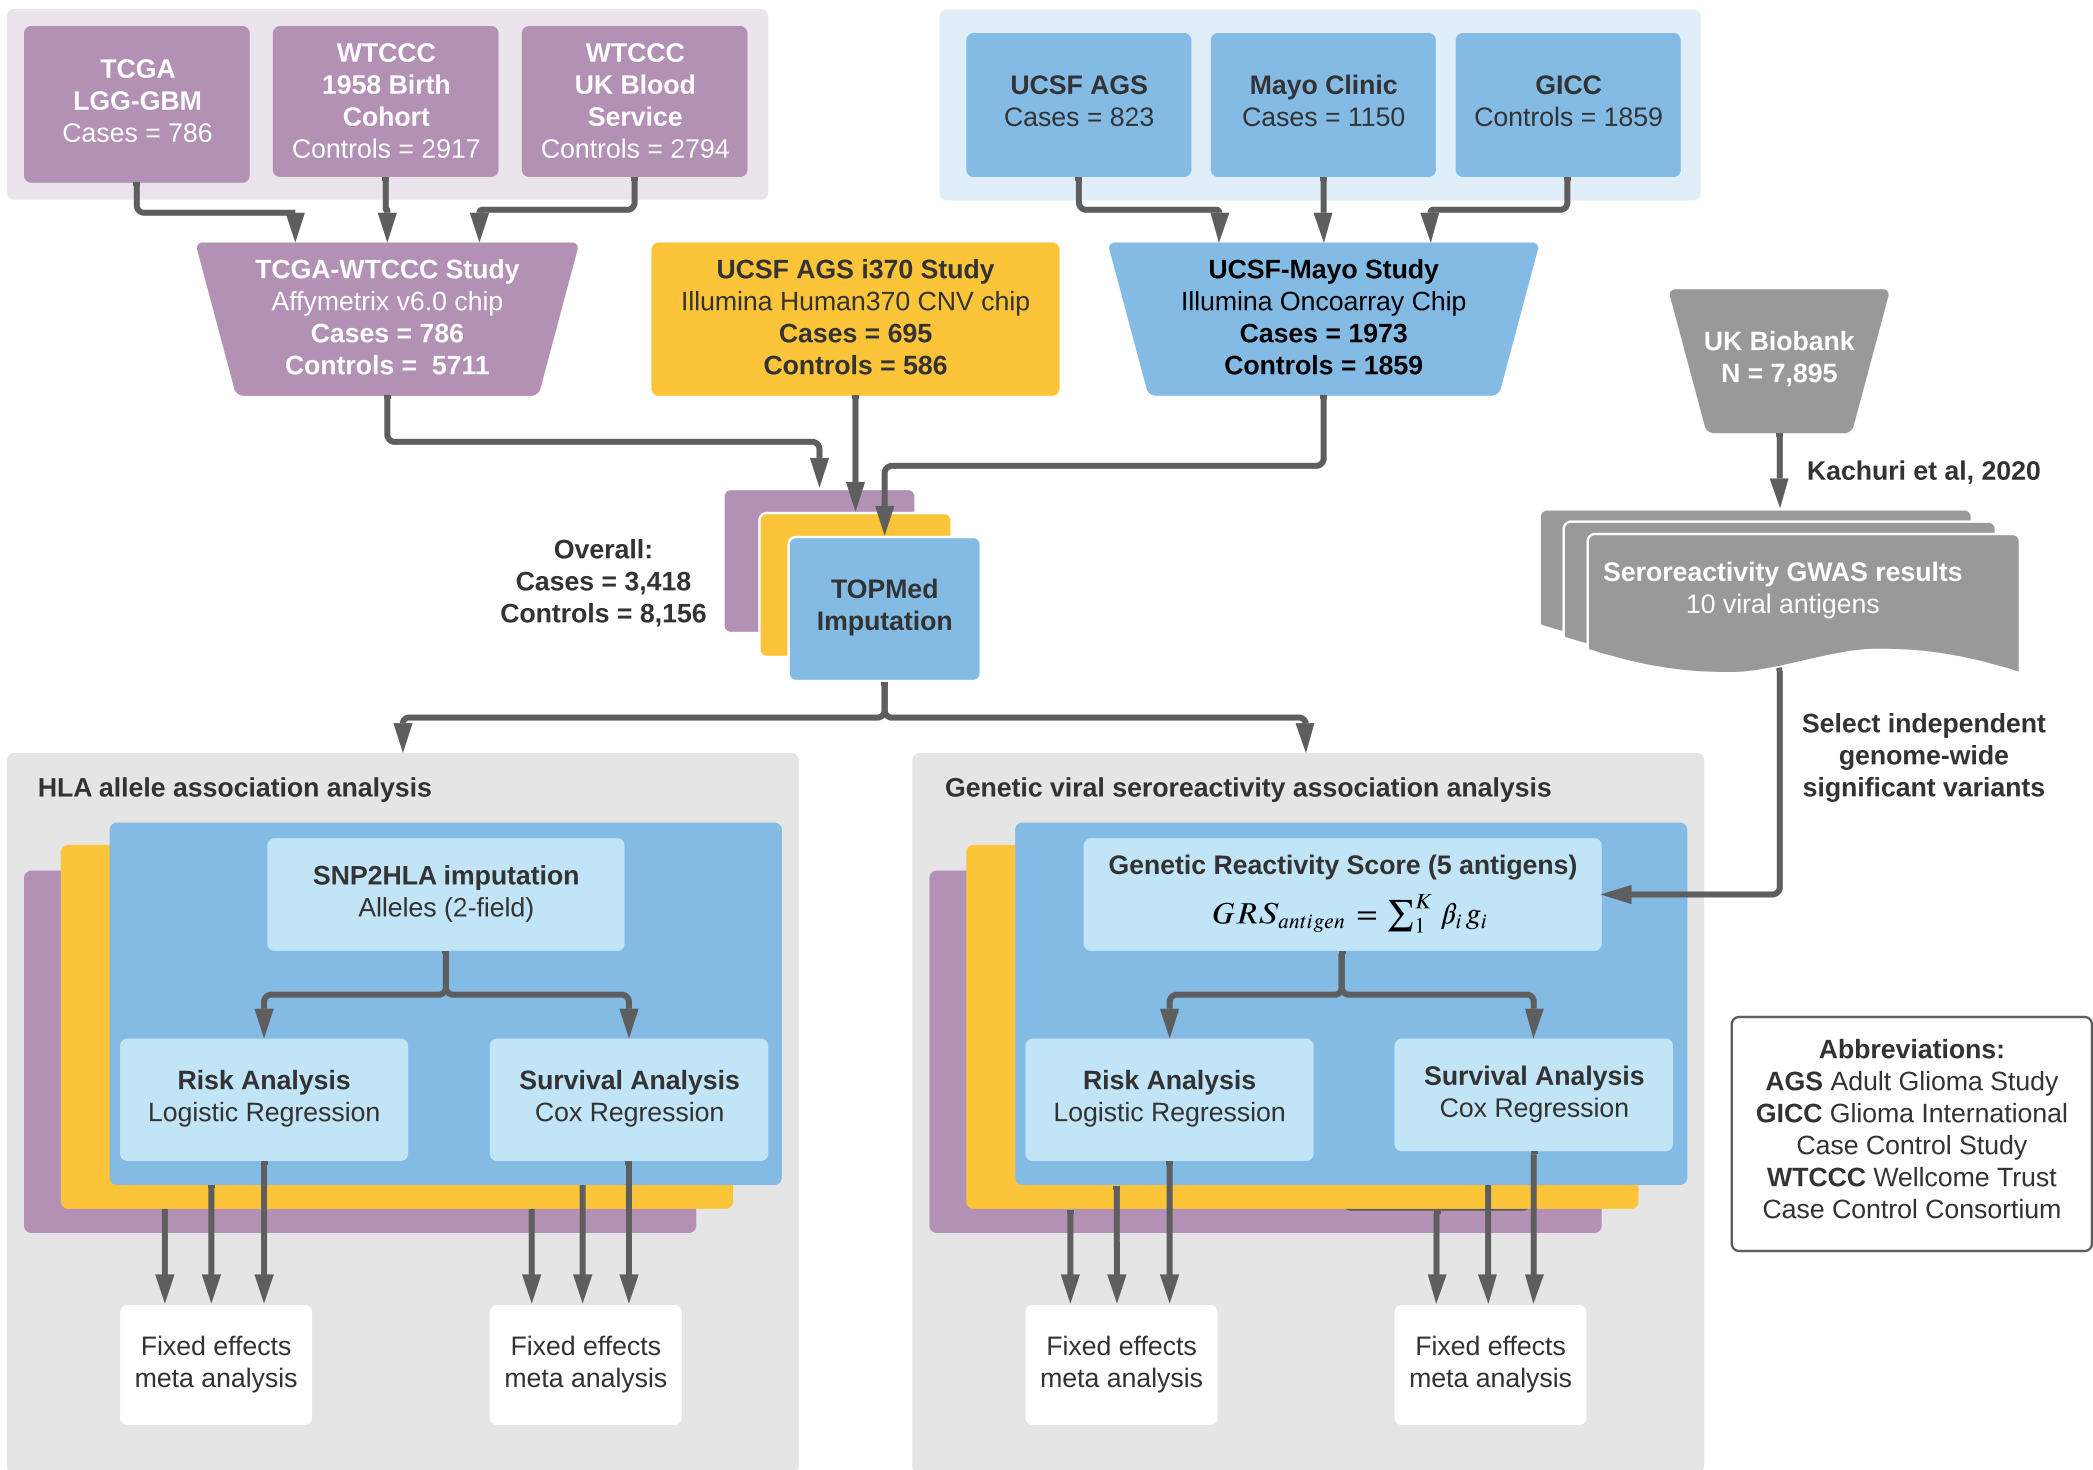 TCGA
LGG-GBM
Cases = 786
WTCCC
1958 Birth
Cohort
Controls = 2917
WTCCC
UK Blood
Service
Controls = 2794
UCSF AGS
Cases = 823
Mayo Clinic
Cases = 1150
GICC
Controls = 1859
TCGA-WTCCC Study
Affymetrix v6.0 chip
Cases = 786
Controls =  5711
UCSF AGS i370 Study
Illumina Human370 CNV chip
Cases = 695
Controls = 586
UCSF-Mayo Study
Illumina Oncoarray Chip
Cases = 1973
Controls = 1859
UK Biobank
N = 7,895
Kachuri et al, 2020
Overall:
Cases = 3,418
Controls = 8,156
TOPMed
Imputation
Seroreactivity GWAS results
10 viral antigens
Select independent
genome-wide
significant variants
HLA allele association analysis
SNP2HLA imputation
Alleles (2-field)
Risk Analysis
Logistic Regression
Survival Analysis
Cox Regression
Fixed effects
meta analysis
Fixed effects
meta analysis
Genetic viral seroreactivity association analysis
Genetic Reactivity Score (5 antigens)
$GRS_{antigen} = \sum_{1}^{K} \beta_i g_i$
Risk Analysis
Logistic Regression
Survival Analysis
Cox Regression
Fixed effects
meta analysis
Fixed effects
meta analysis
Abbreviations:
AGS Adult Glioma Study
GICC Glioma International
Case Control Study
WTCCC Wellcome Trust
Case Control Consortium